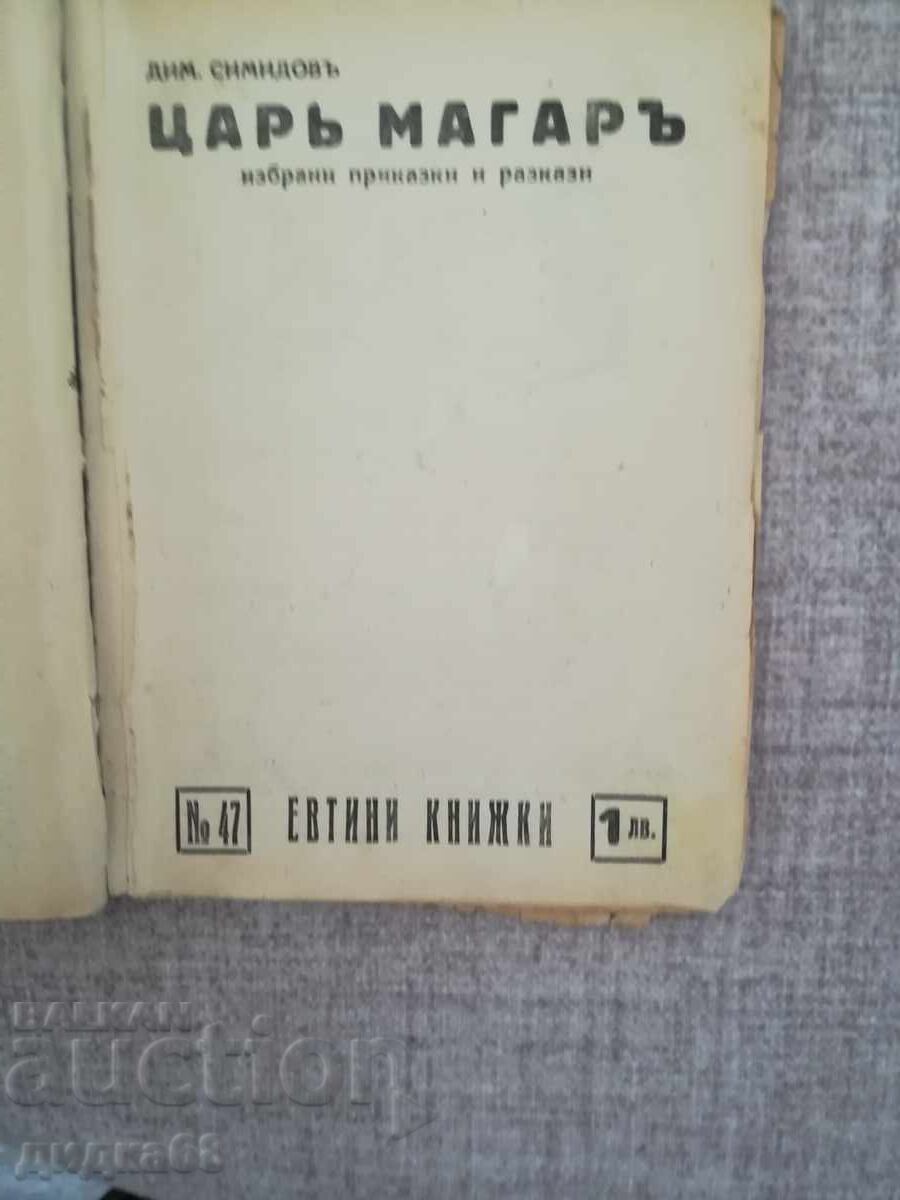 ДИМ. СИМИДОВЪ
ЦАРЬ МАГАРЪ
избрани приказки и разкази
№ 47 ЕВТИНИ КНИЖКИ 1 лв.
BALKAN
auction
дидка68